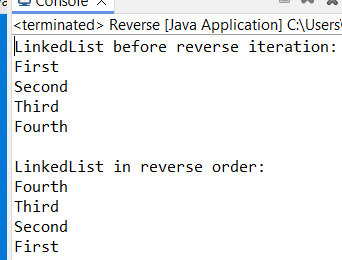 Console
<terminated> Reverse [Java Application] C:\Users\
LinkedList before reverse iteration:
First
Second
Third
Fourth
LinkedList in reverse order:
Fourth
Third
Second
First